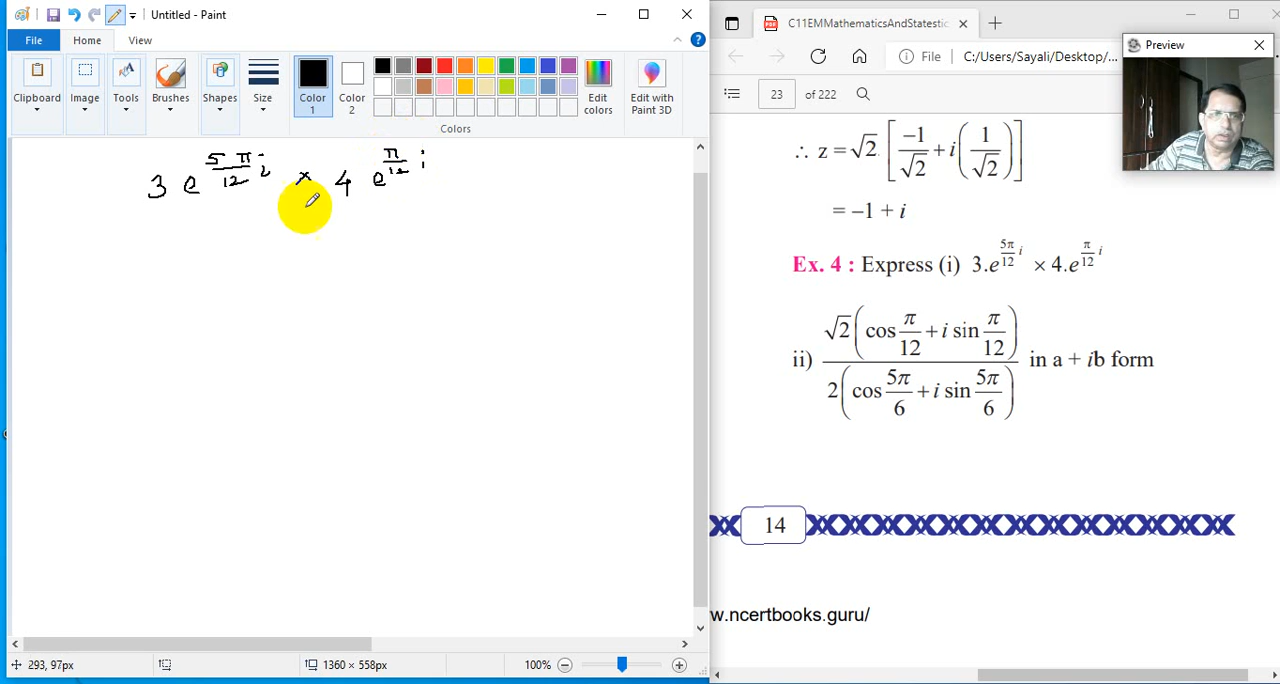 Untitled - Paint
File Home View
Clipboard Image Tools Brushes Shapes Size Color 1 Color 2 Edit colors Edit with Paint 3D
Colors
3 e^{5π/12 i} × 4 e^{π/12 i}
293, 97px 1360 × 558px 100%
C11EMMathematicsAndStatestic
File C:/Users/Sayali/Desktop/...
23 of 222
Preview
∴ z = √2 [ -1/√2 + i ( 1/√2 ) ]
= –1 + i
Ex. 4 : Express (i) 3.e^{5π/12 i} × 4.e^{π/12 i}
ii) √2 ( cos π/12 + i sin π/12 ) / 2 ( cos 5π/6 + i sin 5π/6 ) in a + ib form
14
w.ncertbooks.guru/